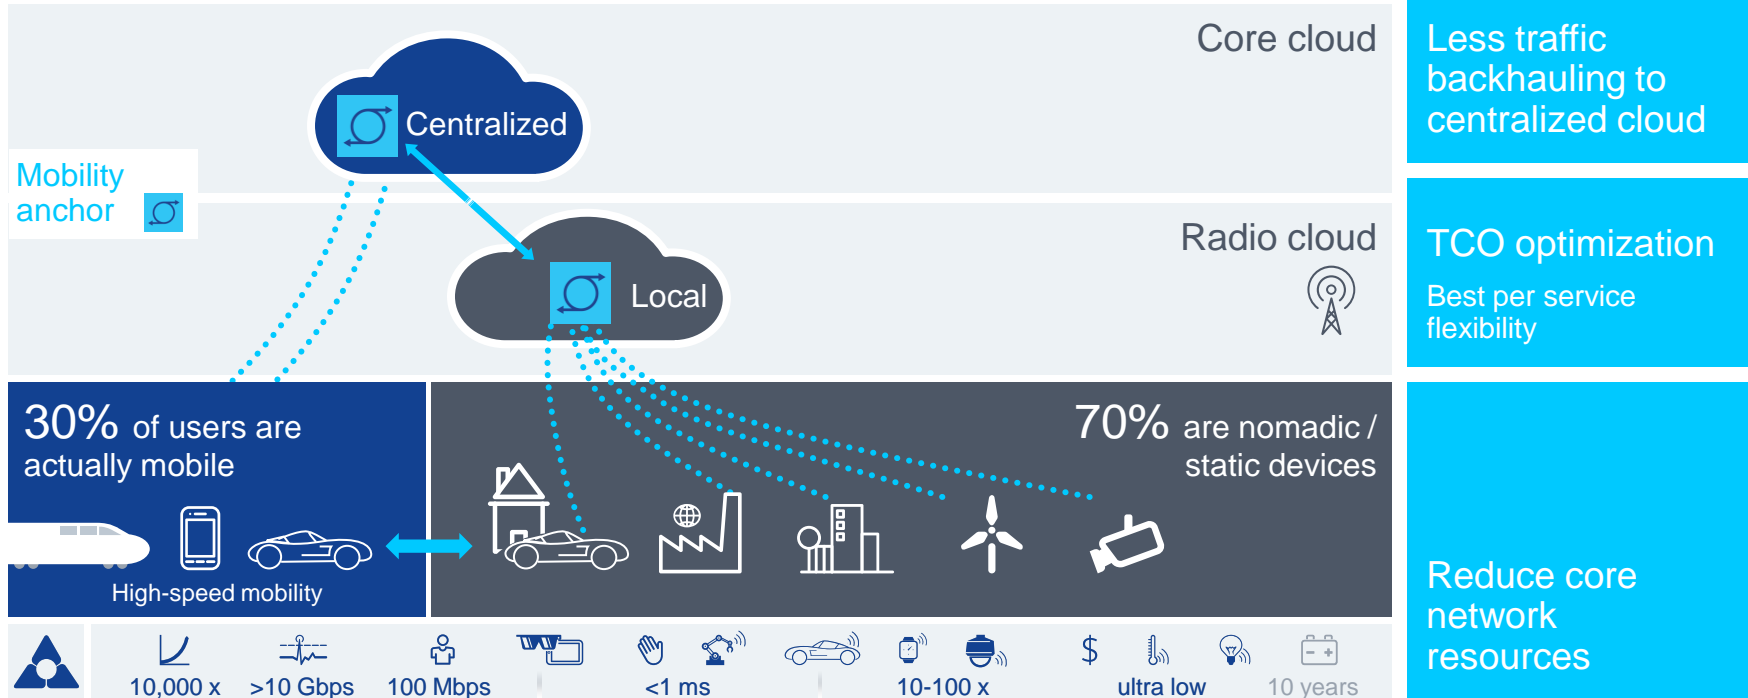 Core cloud
Centralized
Mobility
anchor
Radio cloud
Local
30% of users are
actually mobile
High-speed mobility
70% are nomadic /
static devices
10,000 x
>10 Gbps
100 Mbps
<1 ms
10-100 x
$
ultra low
- +
10 years
Less traffic
backhauling to
centralized cloud
TCO optimization
Best per service
flexibility
Reduce core
network
resources